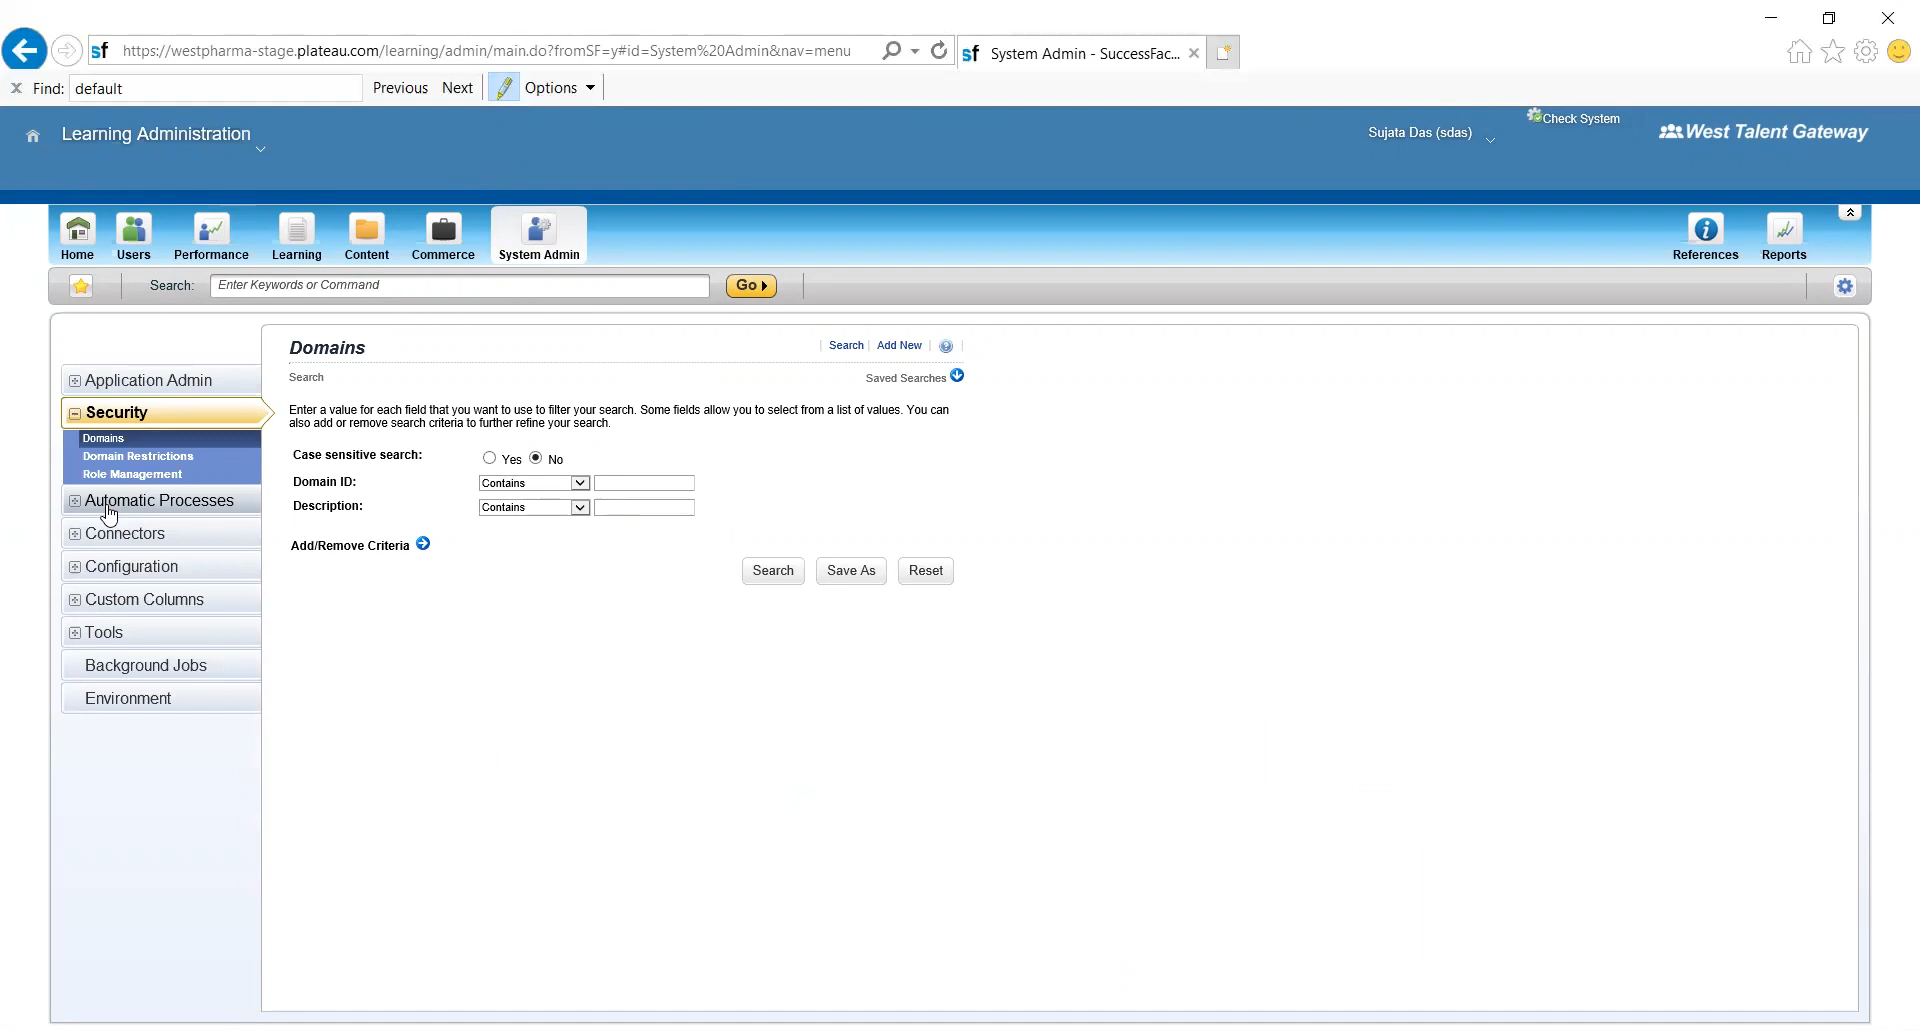 sf https://westpharma-stage.plateau.com/learning/admin/main.do?fromSF=y#id=System%20Admin&nav=menu
sf System Admin - SuccessFac...
x Find: default Previous Next Options
Learning Administration
Sujata Das (sdas)
Check System
West Talent Gateway
Home Users Performance Learning Content Commerce System Admin References Reports
Search: Enter Keywords or Command Go
Application Admin
Security
Domains
Domain Restrictions
Role Management
Automatic Processes
Connectors
Configuration
Custom Columns
Tools
Background Jobs
Environment
Domains
Search Add New ?
Search
Saved Searches
Enter a value for each field that you want to use to filter your search. Some fields allow you to select from a list of values. You can
also add or remove search criteria to further refine your search.
Case sensitive search: Yes No
Domain ID: Contains
Description: Contains
Add/Remove Criteria
Search Save As Reset